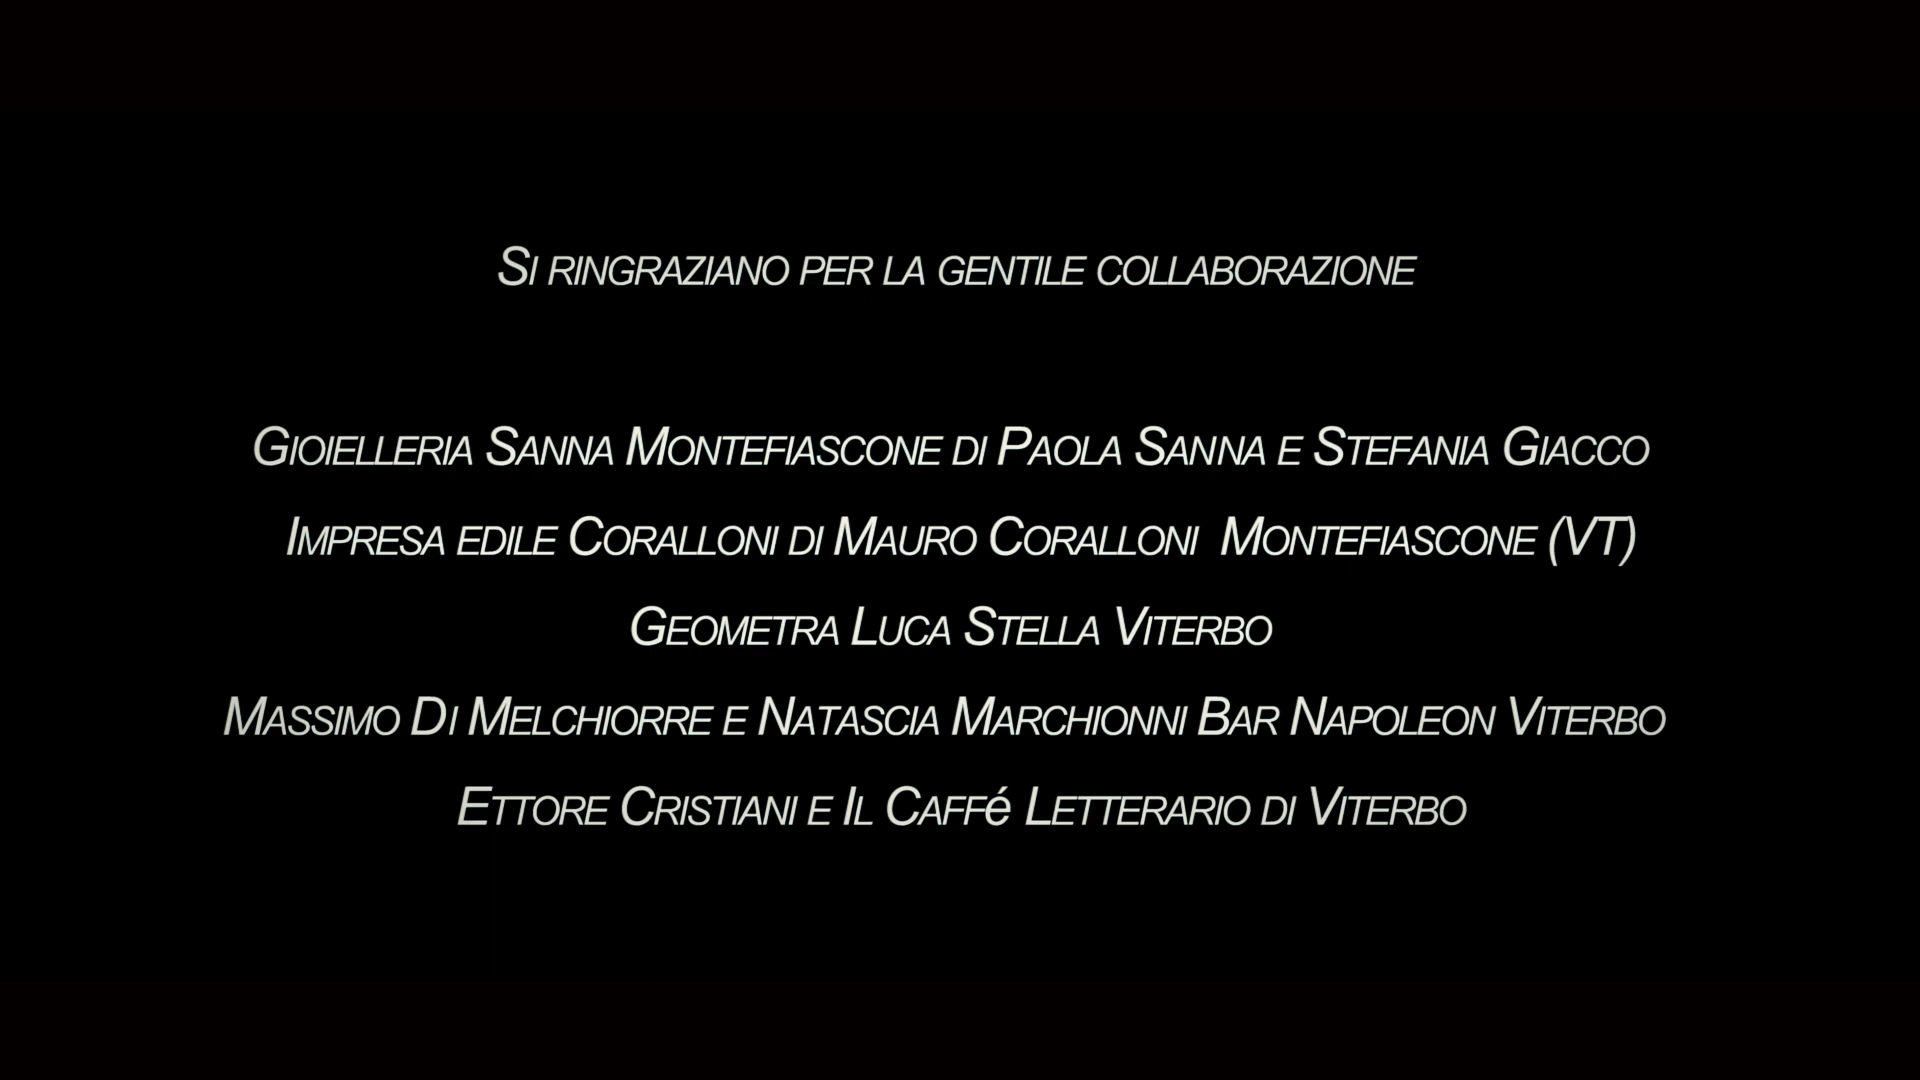 Si ringraziano per la gentile collaborazione
Gioielleria Sanna Montefiascone di Paola Sanna e Stefania Giacco
Impresa edile Coralloni di Mauro Coralloni Montefiascone (VT)
Geometra Luca Stella Viterbo
Massimo Di Melchiorre e Natascia Marchionni Bar Napoleon Viterbo
Ettore Cristiani e Il Caffé Letterario di Viterbo